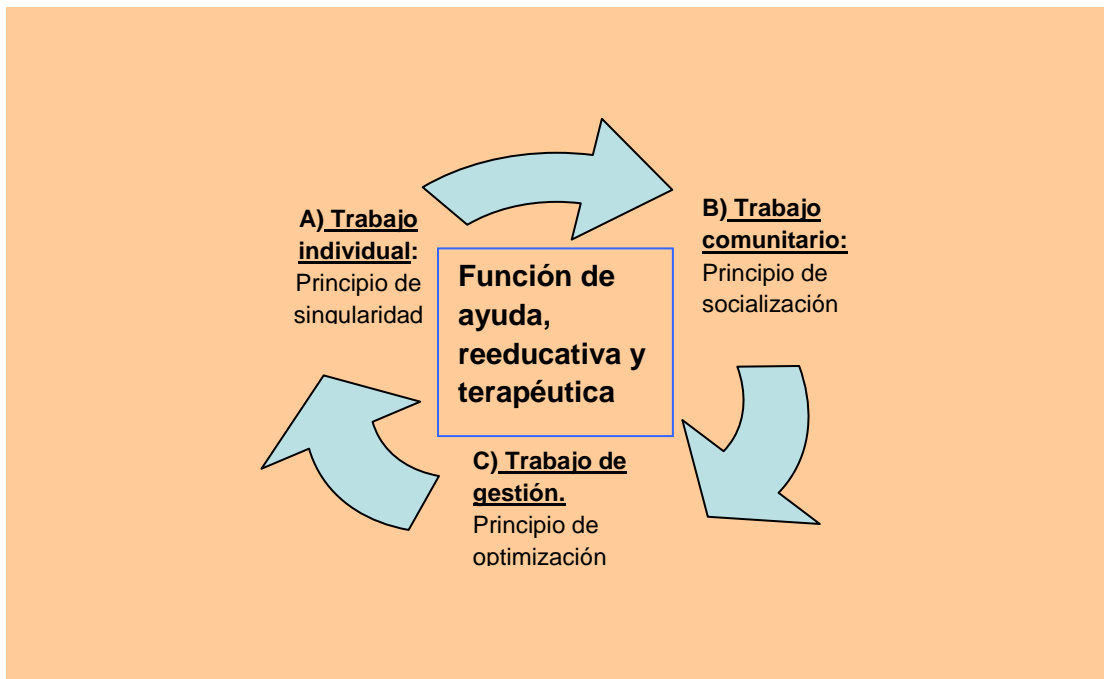 A) Trabajo
individual:
Principio de
singularidad
B) Trabajo
comunitario:
Principio de
socialización
Función de
ayuda,
reeducativa y
terapéutica
C) Trabajo de
gestión.
Principio de
optimización